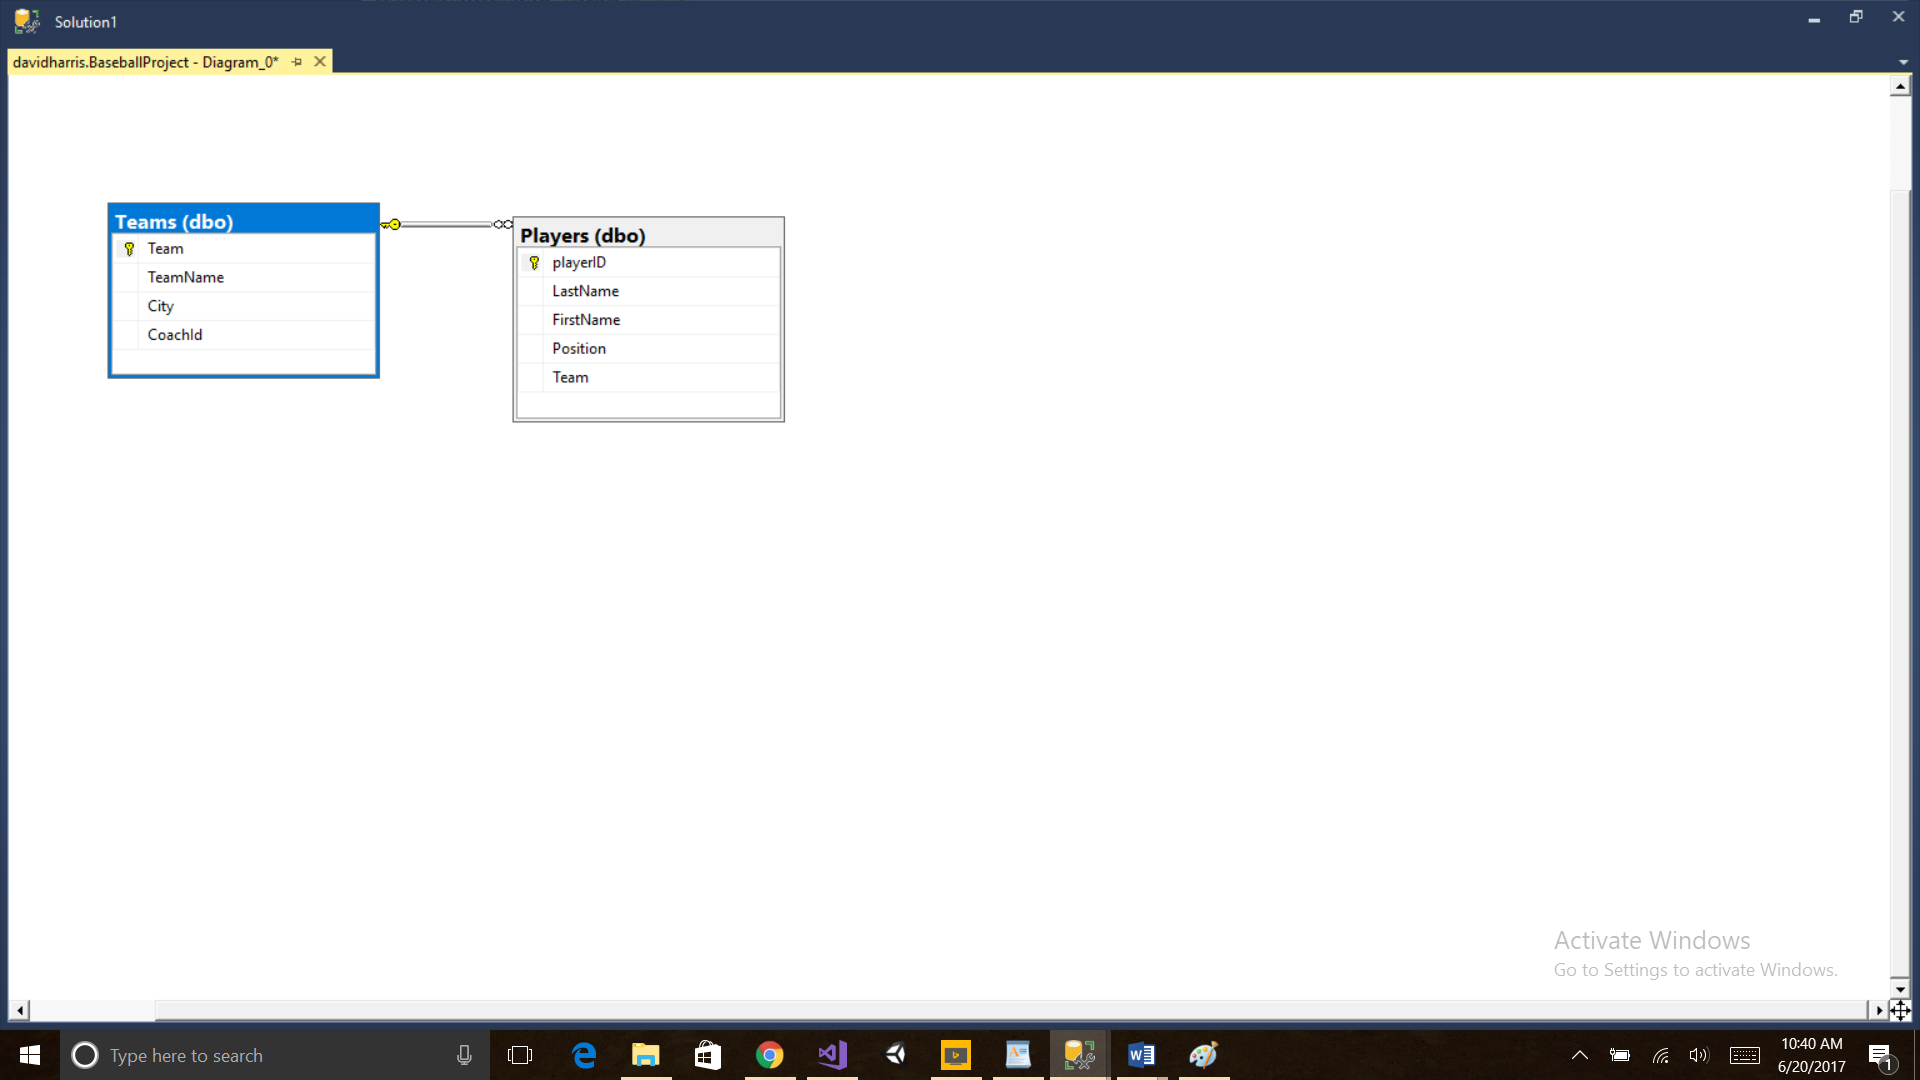 Solution1
davidharris.BaseballProject - Diagram_0*
Teams (dbo)
Team
TeamName
City
CoachId
Players (dbo)
playerID
LastName
FirstName
Position
Team
Activate Windows
Go to Settings to activate Windows.
Type here to search
10:40 AM
6/20/2017
1